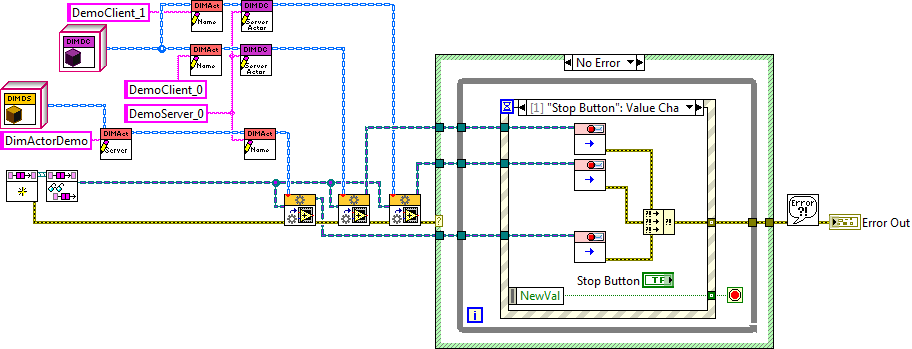 DemoClient_1
DIMAct
Name
DIMDC
Server
Actor
DIMDC
DIMAct
Name
DIMDC
Server
Actor
No Error
DemoClient_0
DIMDS
DemoServer_0
[1] "Stop Button": Value Cha
DimActorDemo
DIMAct
Server
DIMAct
Name
Error
?!
Error Out
Stop Button
TF
NewVal
i